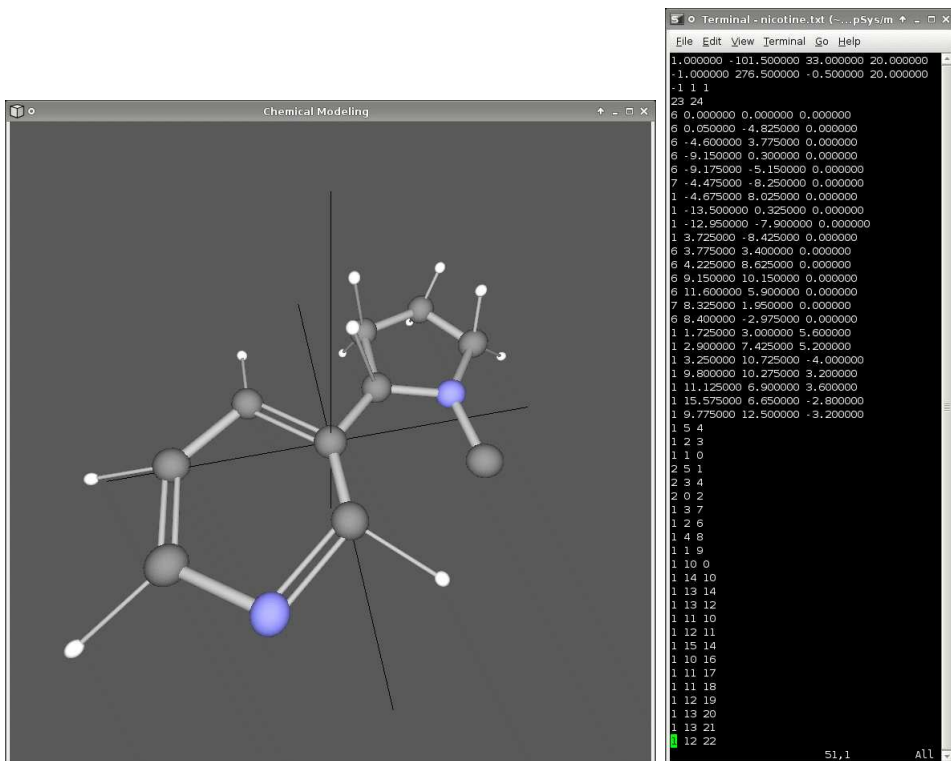 Chemical Modeling
Terminal - nicotine.txt (~...pSys/m
File Edit View Terminal Go Help
1.000000 -101.500000 33.000000 20.000000
-1.000000 276.500000 -0.500000 20.000000
-1 1 1
23 24
6 0.000000 0.000000 0.000000
6 0.050000 -4.825000 0.000000
6 -4.600000 3.775000 0.000000
6 -9.150000 0.300000 0.000000
6 -9.175000 -5.150000 0.000000
7 -4.475000 -8.250000 0.000000
1 -4.675000 8.025000 0.000000
1 -13.500000 0.325000 0.000000
1 -12.950000 -7.900000 0.000000
1 3.725000 -8.425000 0.000000
6 3.775000 3.400000 0.000000
6 4.225000 8.625000 0.000000
6 9.150000 10.150000 0.000000
6 11.600000 5.900000 0.000000
7 8.325000 1.950000 0.000000
6 8.400000 -2.975000 0.000000
1 1.725000 3.000000 5.600000
1 2.900000 7.425000 5.200000
1 3.250000 10.725000 -4.000000
1 9.800000 10.275000 3.200000
1 11.125000 6.900000 3.600000
1 15.575000 6.650000 -2.800000
1 9.775000 12.500000 -3.200000
1 5 4
1 2 3
1 1 0
2 5 1
2 3 4
2 0 2
1 3 7
1 2 6
1 4 8
1 1 9
1 10 0
1 14 10
1 13 14
1 13 12
1 11 10
1 12 11
1 15 14
1 10 16
1 11 17
1 11 18
1 12 19
1 13 20
1 13 21
1 12 22
51,1 All